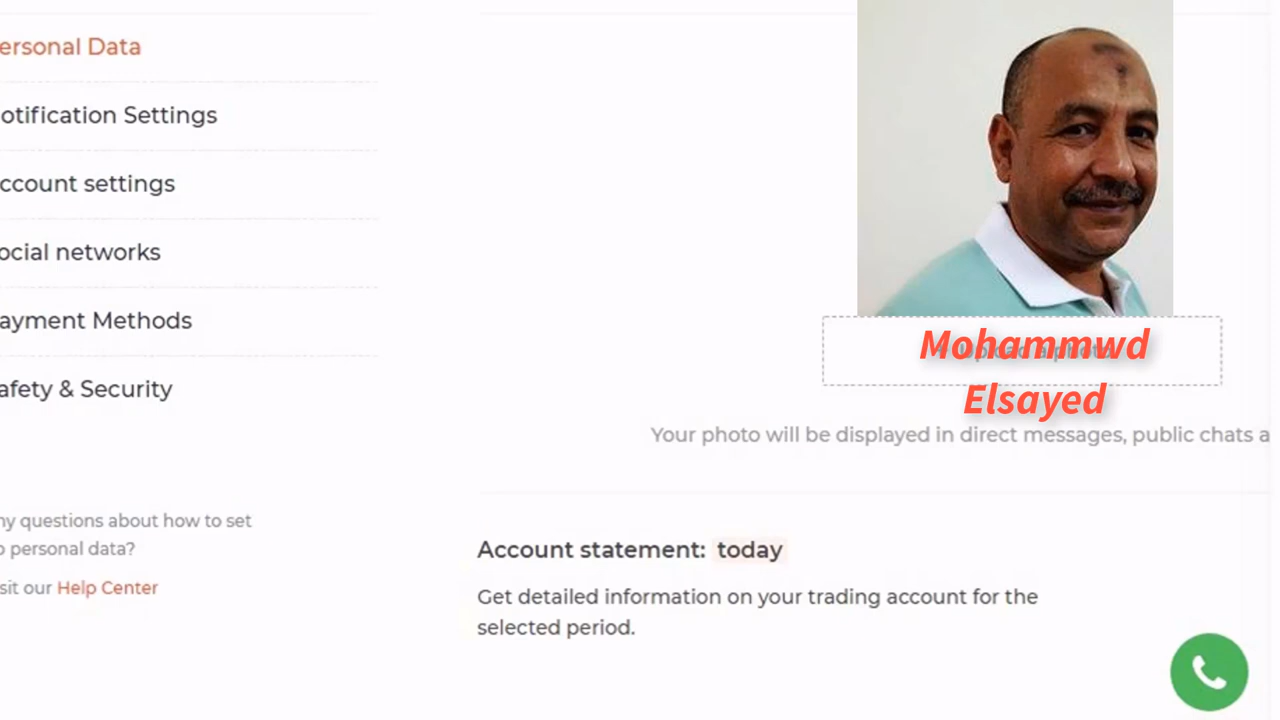 ersonal Data
otification Settings
ccount settings
ocial networks
ayment Methods
afety & Security
ny questions about how to set
p personal data?
sit our Help Center
Mohammwd
Elsayed
Your photo will be displayed in direct messages, public chats a
Account statement: today
Get detailed information on your trading account for the
selected period.